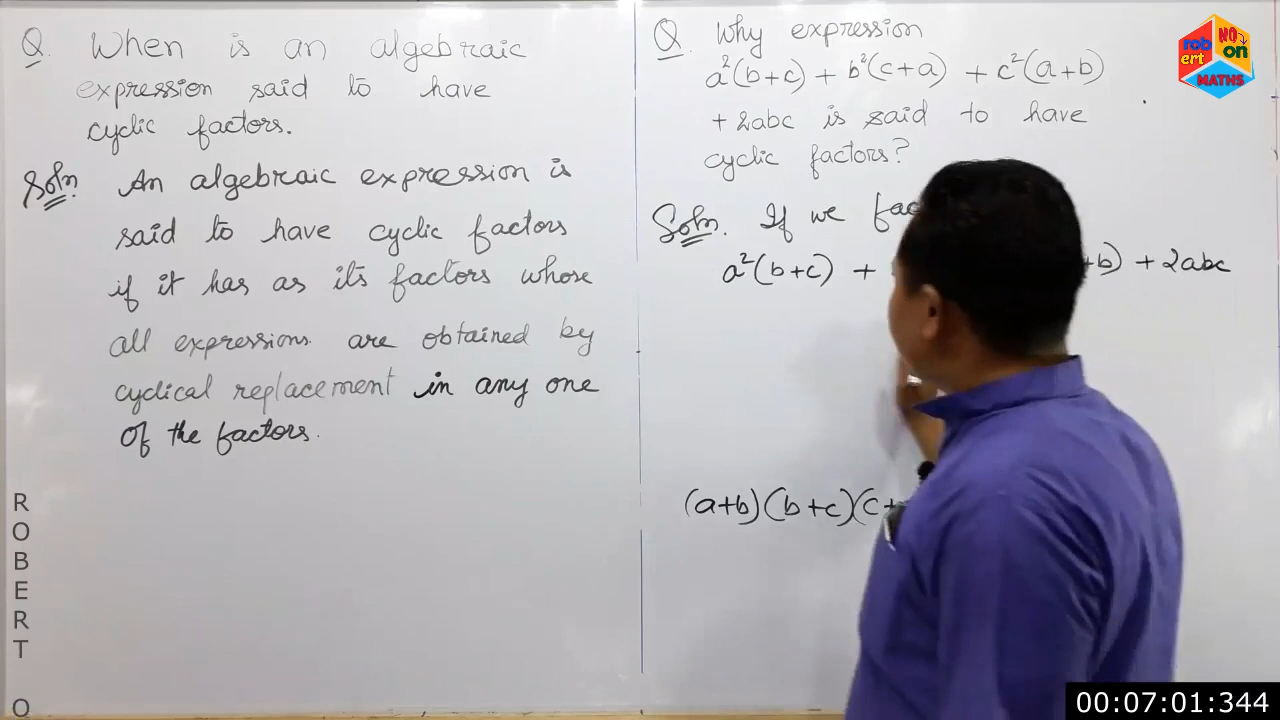 Q. When is an algebraic
expression said to have
cyclic factors.
Soln. An algebraic expression is
said to have cyclic factors
if it has as its factors whose
all expressions are obtained by
cyclical replacement in any one
of the factors.
Q. Why expression
a²(b+c) + b²(c+a) + c²(a+b)
+ 2abc is said to have
cyclic factors?
Soln. If we
a²(b+c) + +b) + 2abc
(a+b)(b+c)(c+
rob ert NO on MATHS
ROBERT O
00:07:01:344